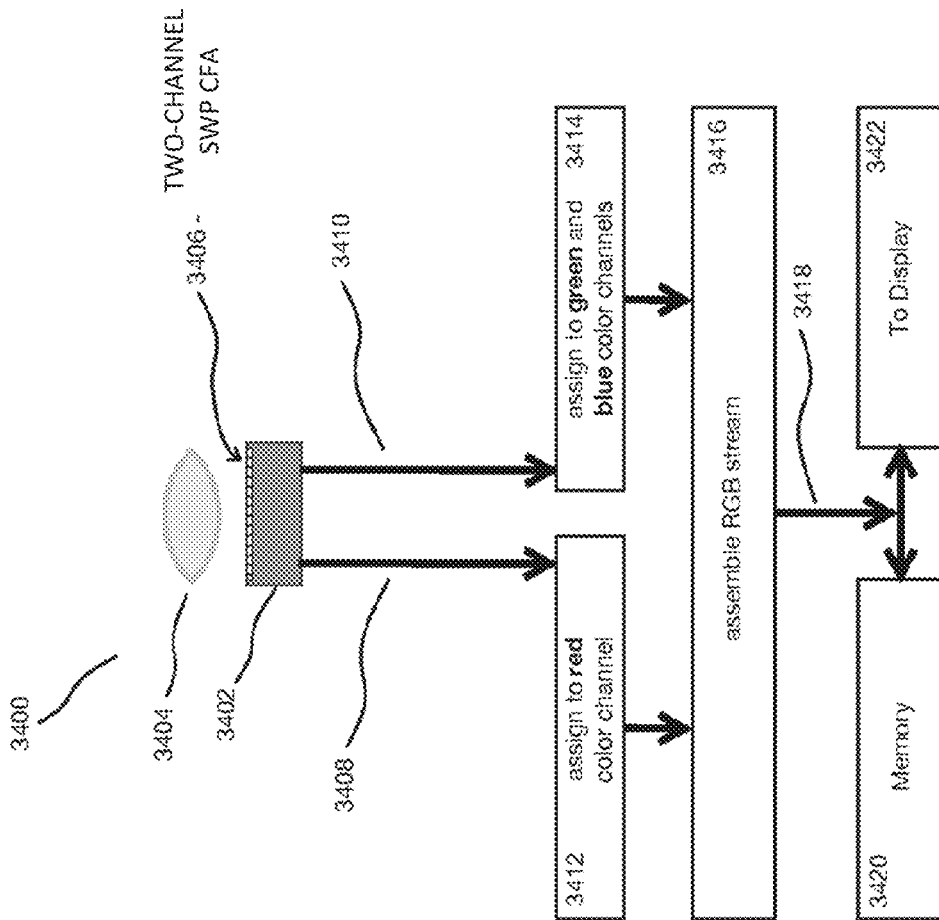 3400
3404
3402
3406 -
TWO-CHANNEL
SWP CFA
3408
3410
3412
assign to red
color channel
assign to green and
blue color channels
3414
assemble RGB stream
3416
3418
3420
Memory
To Display
3422